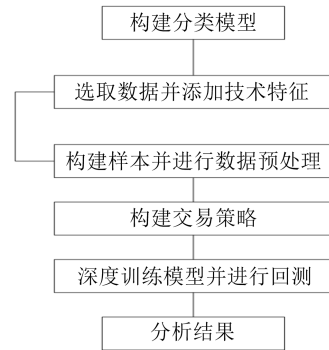 构建分类模型
选取数据并添加技术特征
构建样本并进行数据预处理
构建交易策略
深度训练模型并进行回测
分析结果